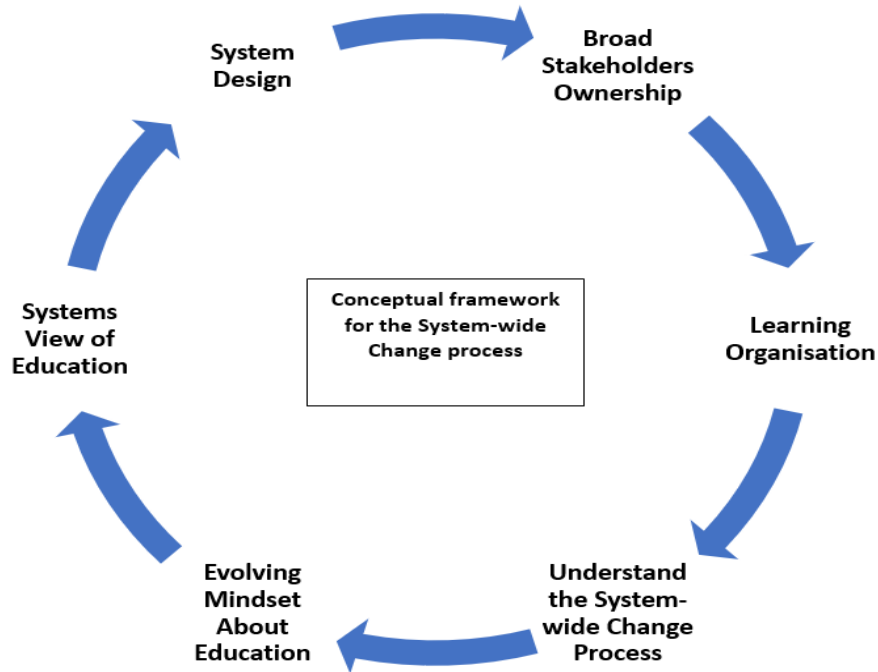 System
Design
Broad
Stakeholders
Ownership
Learning
Organisation
Understand
the System-
wide Change
Process
Evolving
Mindset
About
Education
Systems
View of
Education
Conceptual framework
for the System-wide
Change process